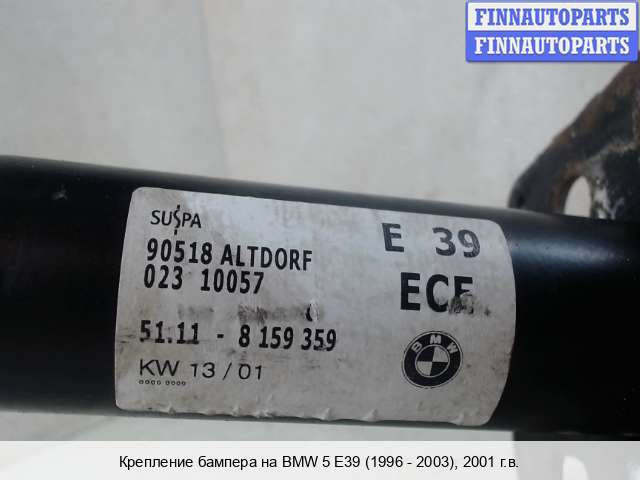 FINNAUTOPARTS
FINNAUTOPARTS
SUSPA
E 39
90518 ALTDORF
023 10057
ECE
51.11 - 8 159 359
BMW
KW 13/01
Крепление бампера на BMW 5 E39 (1996 - 2003), 2001 г.в.